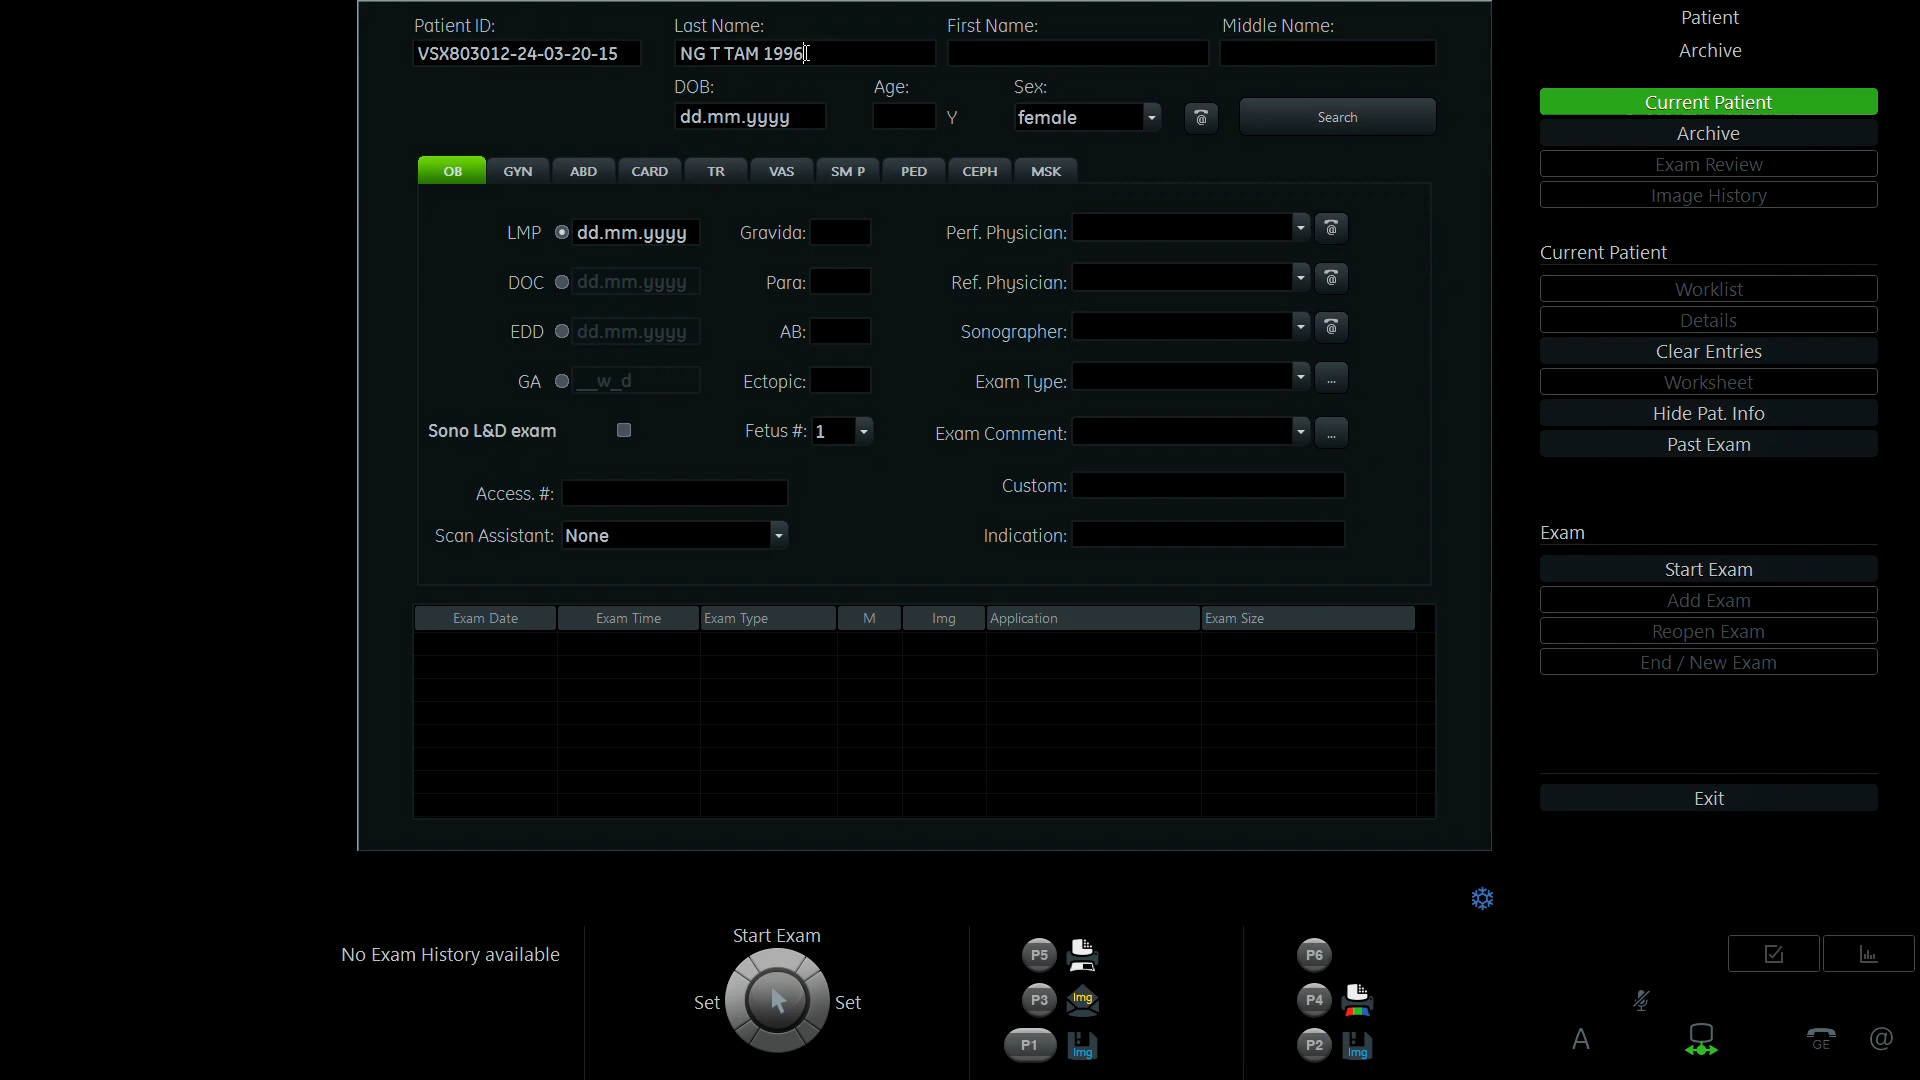 Patient ID: Last Name: First Name: Middle Name:
VSX803012-24-03-20-15 NG T TAM 1996
DOB: Age: Sex:
dd.mm.yyyy Y female @ Search
OB GYN ABD CARD TR VAS SM P PED CEPH MSK
LMP dd.mm.yyyy Gravida: Perf. Physician: @
DOC dd.mm.yyyy Para: Ref. Physician: @
EDD dd.mm.yyyy AB: Sonographer: @
GA __w_d Ectopic: Exam Type: ...
Sono L&D exam Fetus #: 1 Exam Comment: ...
Access. #: Custom:
Scan Assistant: None Indication:
Exam Date Exam Time Exam Type M Img Application Exam Size
Patient
Archive
Current Patient
Archive
Exam Review
Image History
Current Patient
Worklist
Details
Clear Entries
Worksheet
Hide Pat. Info
Past Exam
Exam
Start Exam
Add Exam
Reopen Exam
End / New Exam
Exit
No Exam History available
Start Exam
Set Set
P5
P3 Img
P1 Img
P6
P4
P2 Img
A GE @